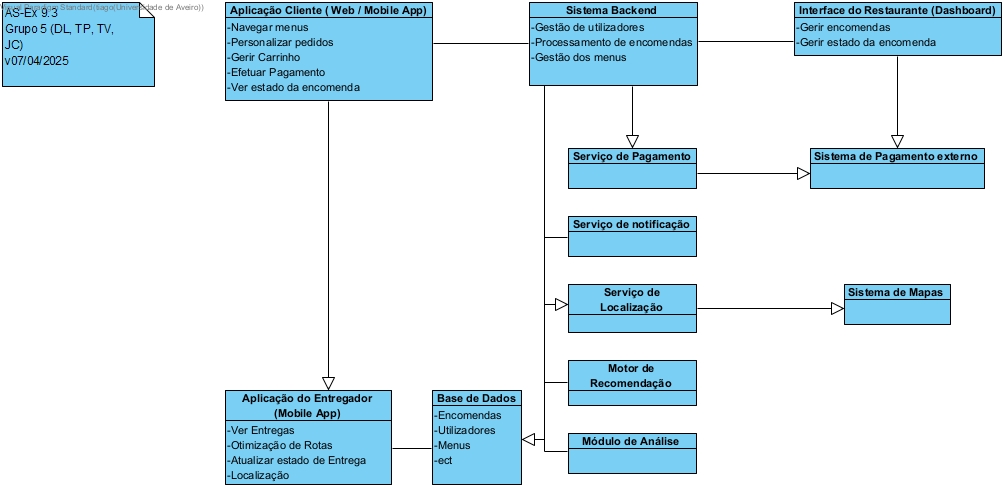 Paradigm Standard(tiago(Universidade de Aveiro))
AS-Ex 9.3
Grupo 5 (DL, TP, TV,
JC)
v07/04/2025
Aplicação Cliente ( Web / Mobile App)
-Navegar menus
-Personalizar pedidos
-Gerir Carrinho
-Efetuar Pagamento
-Ver estado da encomenda
Sistema Backend
-Gestão de utilizadores
-Processamento de encomendas
-Gestão dos menus
Interface do Restaurante (Dashboard)
-Gerir encomendas
-Gerir estado da encomenda
Serviço de Pagamento
Sistema de Pagamento externo
Serviço de notificação
Serviço de
Localização
Sistema de Mapas
Motor de
Recomendação
Aplicação do Entregador
(Mobile App)
-Ver Entregas
-Otimização de Rotas
-Atualizar estado de Entrega
-Localização
Base de Dados
-Encomendas
-Utilizadores
-Menus
-ect
Módulo de Análise